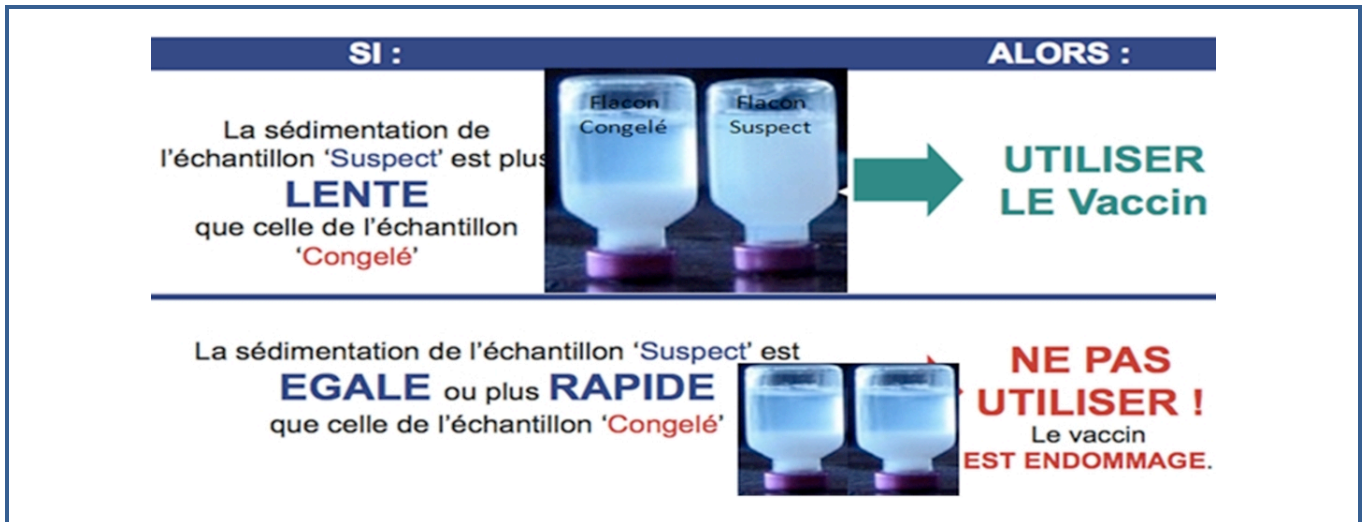 SI :
ALORS :
La sédimentation de
l’échantillon ‘Suspect’ est plus
LENTE
que celle de l’échantillon
‘Congelé’
Flacon
Congelé
Flacon
Suspect
UTILISER
LE Vaccin
La sédimentation de l’échantillon ‘Suspect’ est
EGALE ou plus RAPIDE
que celle de l’échantillon ‘Congelé’
NE PAS
UTILISER !
Le vaccin
EST ENDOMMAGE.